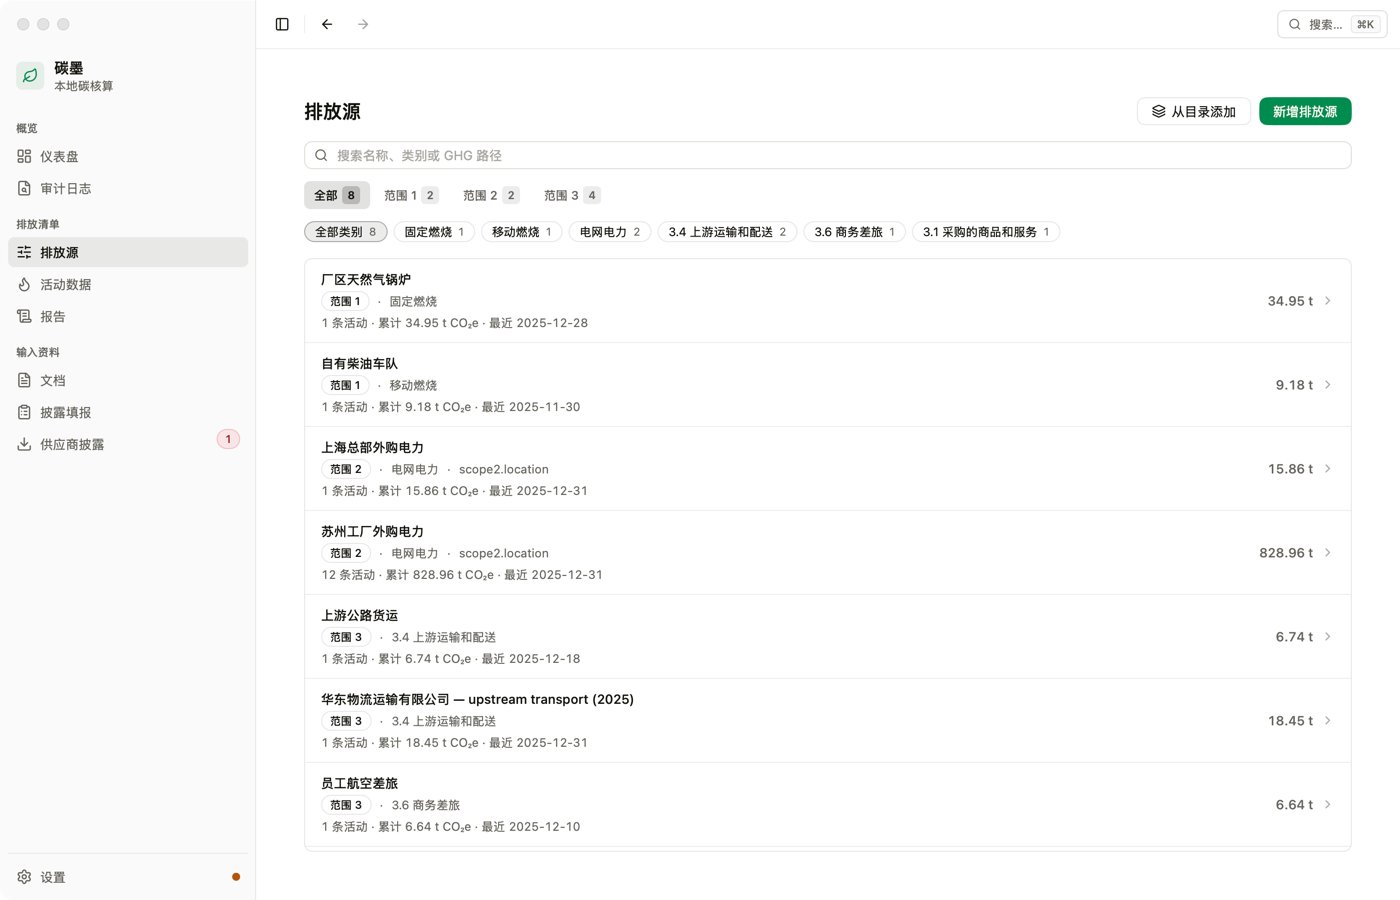 碳墨
本地碳核算
概览
仪表盘
审计日志
排放清单
排放源
活动数据
报告
输入资料
文档
披露填报
供应商披露 1
设置
搜索... ⌘K
排放源
从目录添加
新增排放源
搜索名称、类别或 GHG 路径
全部 8 范围 1 2 范围 2 2 范围 3 4
全部类别 8 固定燃烧 1 移动燃烧 1 电网电力 2 3.4 上游运输和配送 2 3.6 商务差旅 1 3.1 采购的商品和服务 1
厂区天然气锅炉
范围 1 · 固定燃烧
1 条活动 · 累计 34.95 t CO₂e · 最近 2025-12-28
34.95 t
自有柴油车队
范围 1 · 移动燃烧
1 条活动 · 累计 9.18 t CO₂e · 最近 2025-11-30
9.18 t
上海总部外购电力
范围 2 · 电网电力 · scope2.location
1 条活动 · 累计 15.86 t CO₂e · 最近 2025-12-31
15.86 t
苏州工厂外购电力
范围 2 · 电网电力 · scope2.location
12 条活动 · 累计 828.96 t CO₂e · 最近 2025-12-31
828.96 t
上游公路货运
范围 3 · 3.4 上游运输和配送
1 条活动 · 累计 6.74 t CO₂e · 最近 2025-12-18
6.74 t
华东物流运输有限公司 — upstream transport (2025)
范围 3 · 3.4 上游运输和配送
1 条活动 · 累计 18.45 t CO₂e · 最近 2025-12-31
18.45 t
员工航空差旅
范围 3 · 3.6 商务差旅
1 条活动 · 累计 6.64 t CO₂e · 最近 2025-12-10
6.64 t